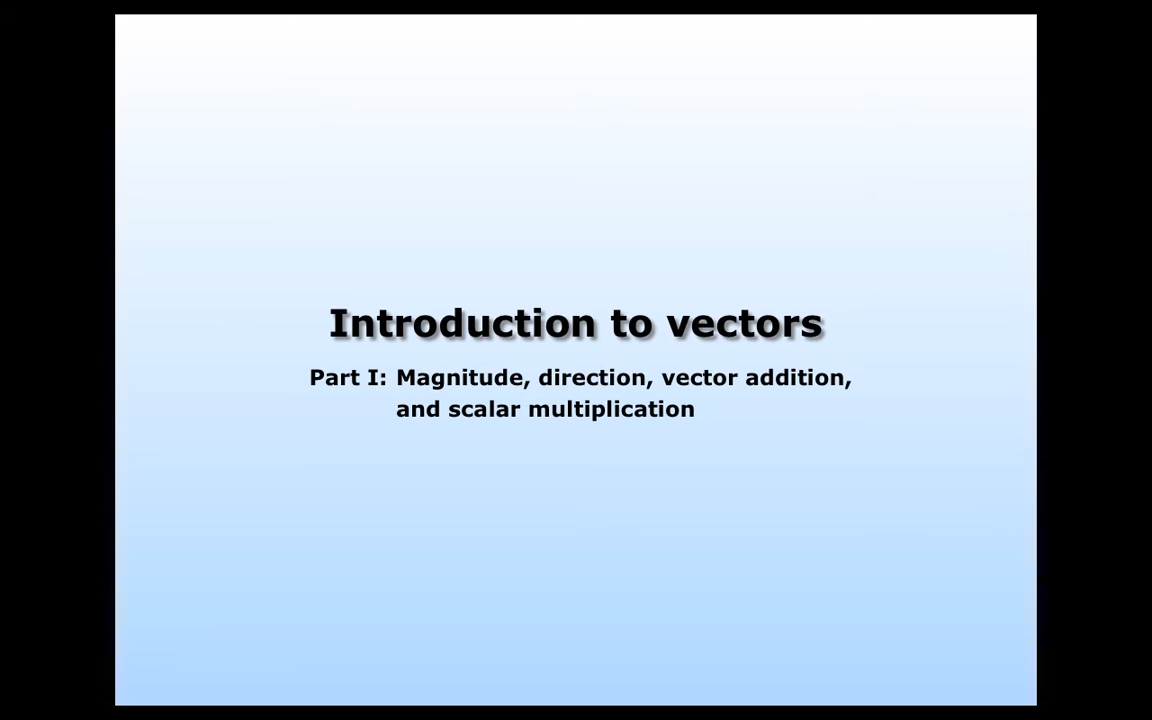 Introduction to vectors
Part I: Magnitude, direction, vector addition,
and scalar multiplication